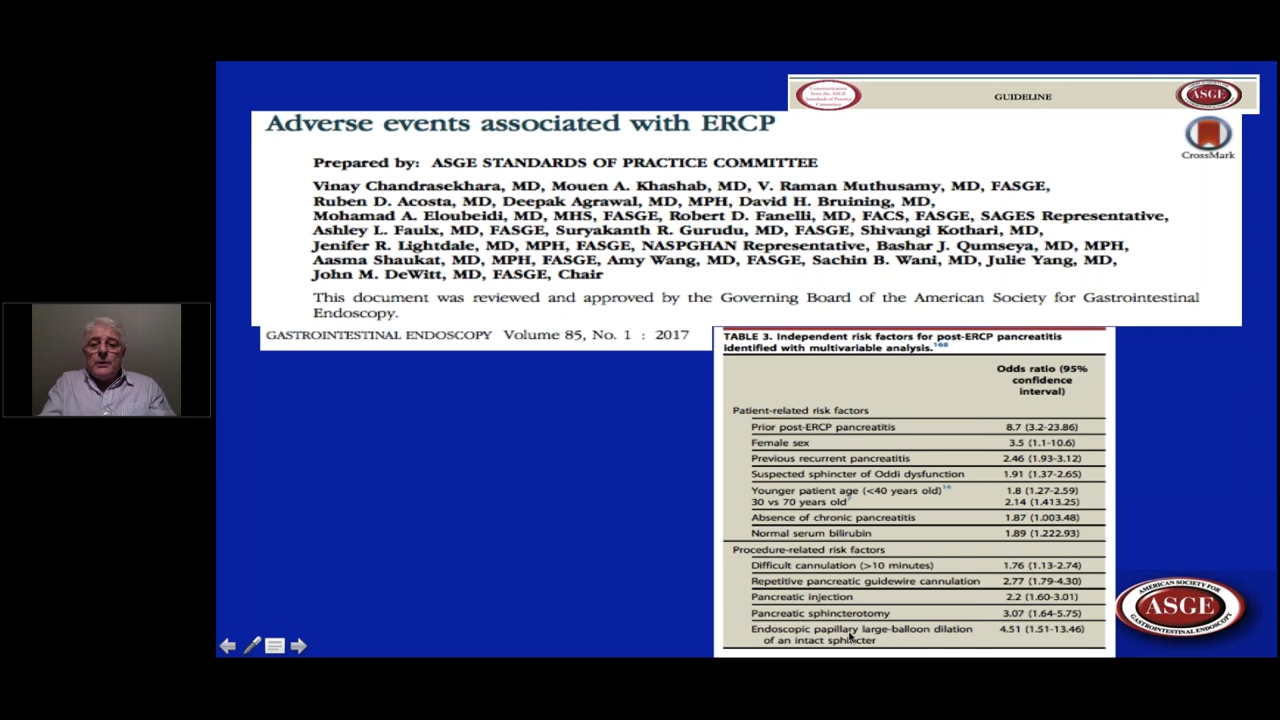 Communication
from the ASGE
Standards of Practice
Committee
GUIDELINE
ASGE
Adverse events associated with ERCP
CrossMark
Prepared by: ASGE STANDARDS OF PRACTICE COMMITTEE
Vinay Chandrasekhara, MD, Mouen A. Khashab, MD, V. Raman Muthusamy, MD, FASGE,
Ruben D. Acosta, MD, Deepak Agrawal, MD, MPH, David H. Bruining, MD,
Mohamad A. Eloubeidi, MD, MHS, FASGE, Robert D. Fanelli, MD, FACS, FASGE, SAGES Representative,
Ashley L. Faulx, MD, FASGE, Suryakanth R. Gurudu, MD, FASGE, Shivangi Kothari, MD,
Jenifer R. Lightdale, MD, MPH, FASGE, NASPGHAN Representative, Bashar J. Qumseya, MD, MPH,
Aasma Shaukat, MD, MPH, FASGE, Amy Wang, MD, FASGE, Sachin B. Wani, MD, Julie Yang, MD,
John M. DeWitt, MD, FASGE, Chair
This document was reviewed and approved by the Governing Board of the American Society for Gastrointestinal
Endoscopy.
GASTROINTESTINAL ENDOSCOPY Volume 85, No. 1 : 2017
TABLE 3. Independent risk factors for post-ERCP pancreatitis
identified with multivariable analysis.168
Odds ratio (95%
confidence
interval)
Patient-related risk factors
Prior post-ERCP pancreatitis 8.7 (3.2-23.86)
Female sex 3.5 (1.1-10.6)
Previous recurrent pancreatitis 2.46 (1.93-3.12)
Suspected sphincter of Oddi dysfunction 1.91 (1.37-2.65)
Younger patient age (<40 years old)14 1.8 (1.27-2.59)
30 vs 70 years old 2.14 (1.413.25)
Absence of chronic pancreatitis 1.87 (1.003.48)
Normal serum bilirubin 1.89 (1.222.93)
Procedure-related risk factors
Difficult cannulation (>10 minutes) 1.76 (1.13-2.74)
Repetitive pancreatic guidewire cannulation 2.77 (1.79-4.30)
Pancreatic injection 2.2 (1.60-3.01)
Pancreatic sphincterotomy 3.07 (1.64-5.75)
Endoscopic papillary large-balloon dilation 4.51 (1.51-13.46)
of an intact sphincter
AMERICAN SOCIETY FOR
ASGE
GASTROINTESTINAL ENDOSCOPY